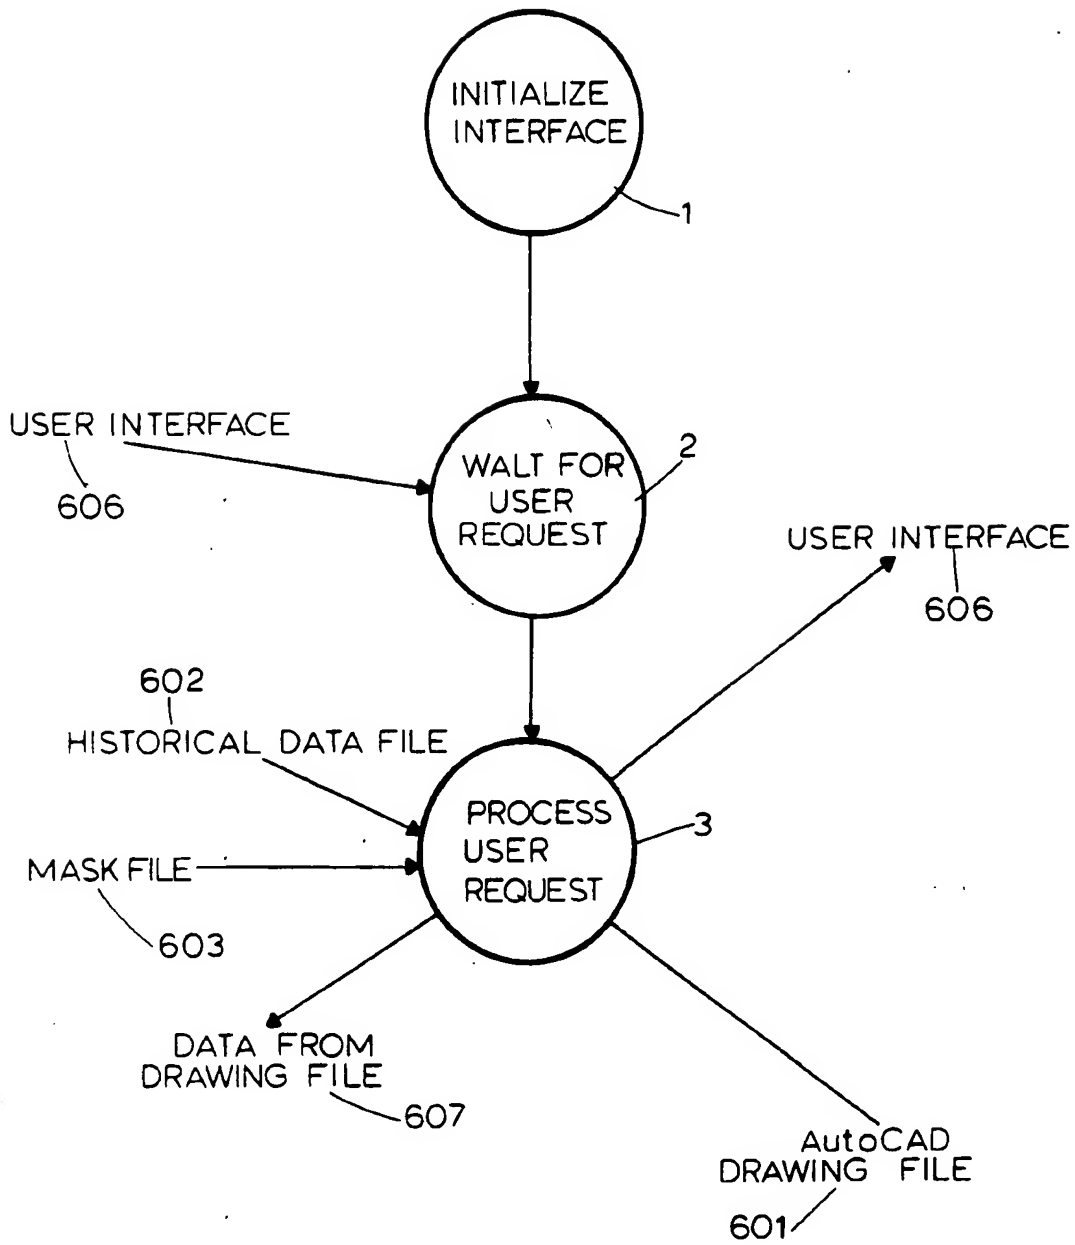 INITIALIZE
INTERFACE
1
USER INTERFACE
606
WALT FOR
USER
REQUEST
2
USER INTERFACE
606
602
HISTORICAL DATA FILE
PROCESS
USER
REQUEST
3
MASK FILE
603
DATA FROM
DRAWING FILE
607
AutoCAD
DRAWING FILE
601